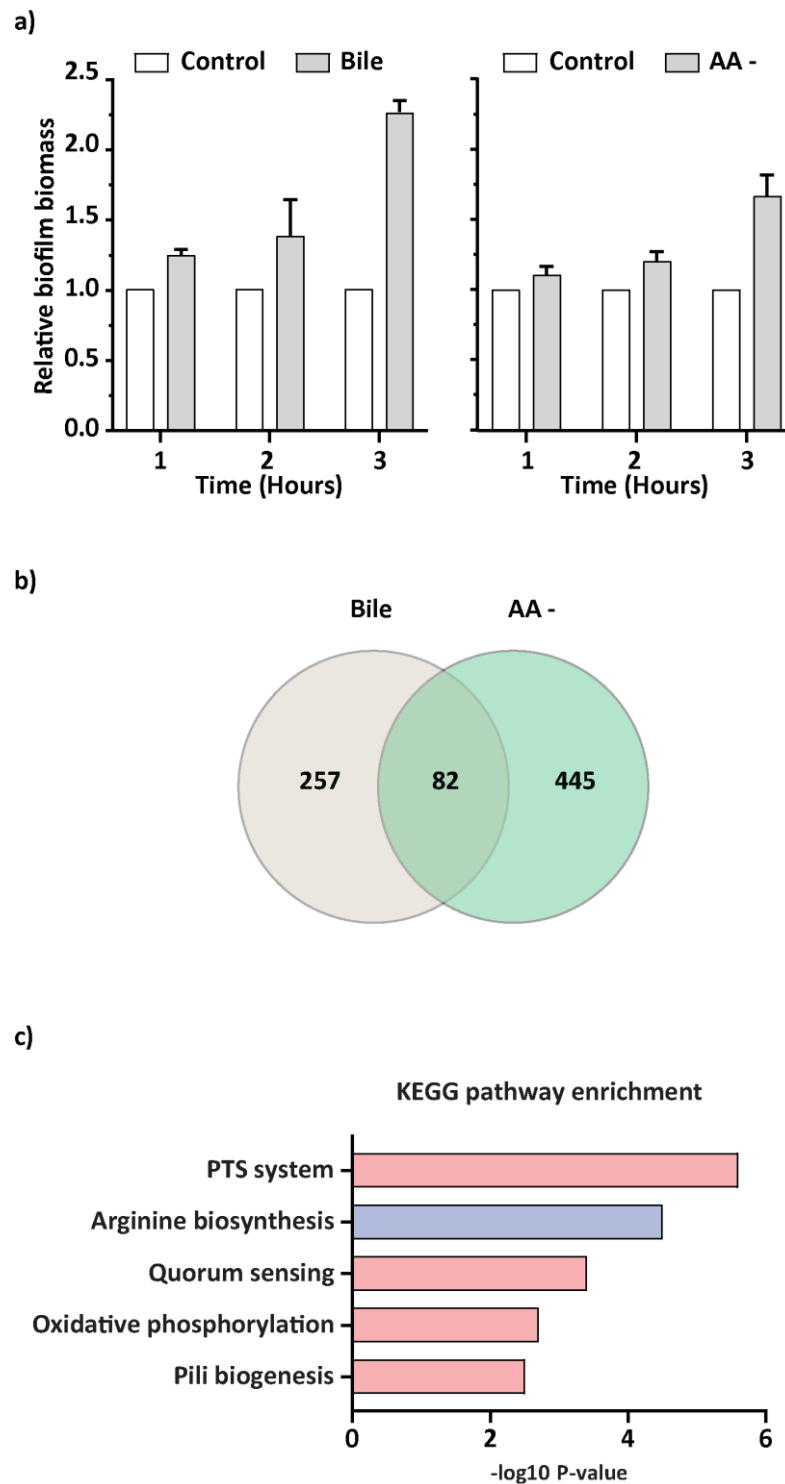 a)
Control Bile
Control AA -
Relative biofilm biomass
2.5
2.0
1.5
1.0
0.5
0.0
1 2 3
Time (Hours)
1 2 3
Time (Hours)
b)
Bile AA -
257 82 445
c)
KEGG pathway enrichment
PTS system
Arginine biosynthesis
Quorum sensing
Oxidative phosphorylation
Pili biogenesis
0 2 4 6
-log10 P-value